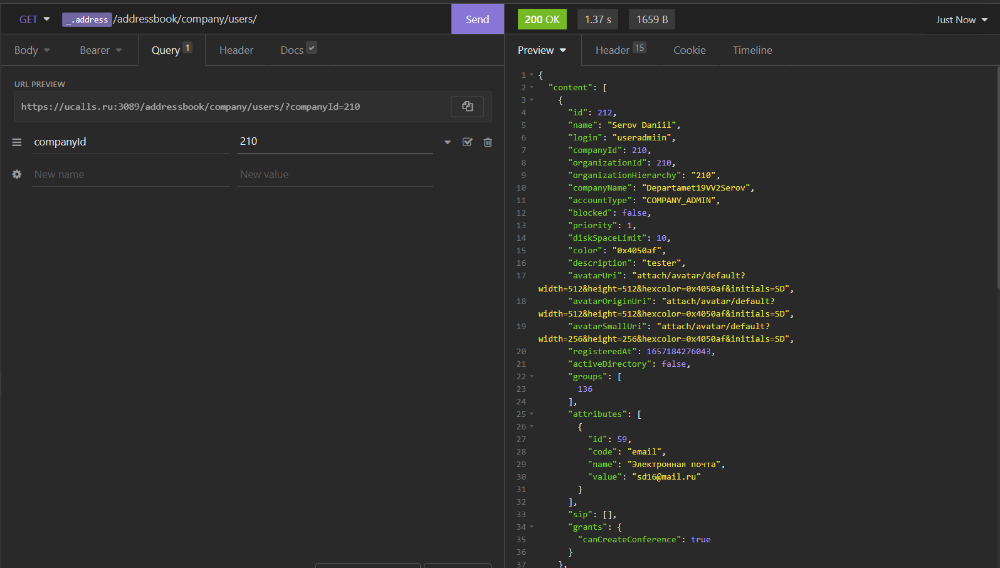 GET _.address /addressbook/company/users/ Send
Body Bearer Query 1 Header Docs
URL PREVIEW
https://ucalls.ru:3089/addressbook/company/users/?companyId=210
companyId 210
New name New value
200 OK 1.37 s 1659 B Just Now
Preview Header 15 Cookie Timeline
1 {
2 "content": [
3 {
4 "id": 212,
5 "name": "Serov Daniil",
6 "login": "useradmiin",
7 "companyId": 210,
8 "organizationId": 210,
9 "organizationHierarchy": "210",
10 "companyName": "Departamet19VV2Serov",
11 "accountType": "COMPANY_ADMIN",
12 "blocked": false,
13 "priority": 1,
14 "diskSpaceLimit": 10,
15 "color": "0x4050af",
16 "description": "tester",
17 "avatarUri": "attach/avatar/default?
width=512&height=512&hexcolor=0x4050af&initials=SD",
18 "avatarOriginUri": "attach/avatar/default?
width=512&height=512&hexcolor=0x4050af&initials=SD",
19 "avatarSmallUri": "attach/avatar/default?
width=256&height=256&hexcolor=0x4050af&initials=SD",
20 "registeredAt": 1657184276043,
21 "activeDirectory": false,
22 "groups": [
23 136
24 ],
25 "attributes": [
26 {
27 "id": 59,
28 "code": "email",
29 "name": "Электронная почта",
30 "value": "sd16@mail.ru"
31 }
32 ],
33 "sip": [],
34 "grants": {
35 "canCreateConference": true
36 }
37 },